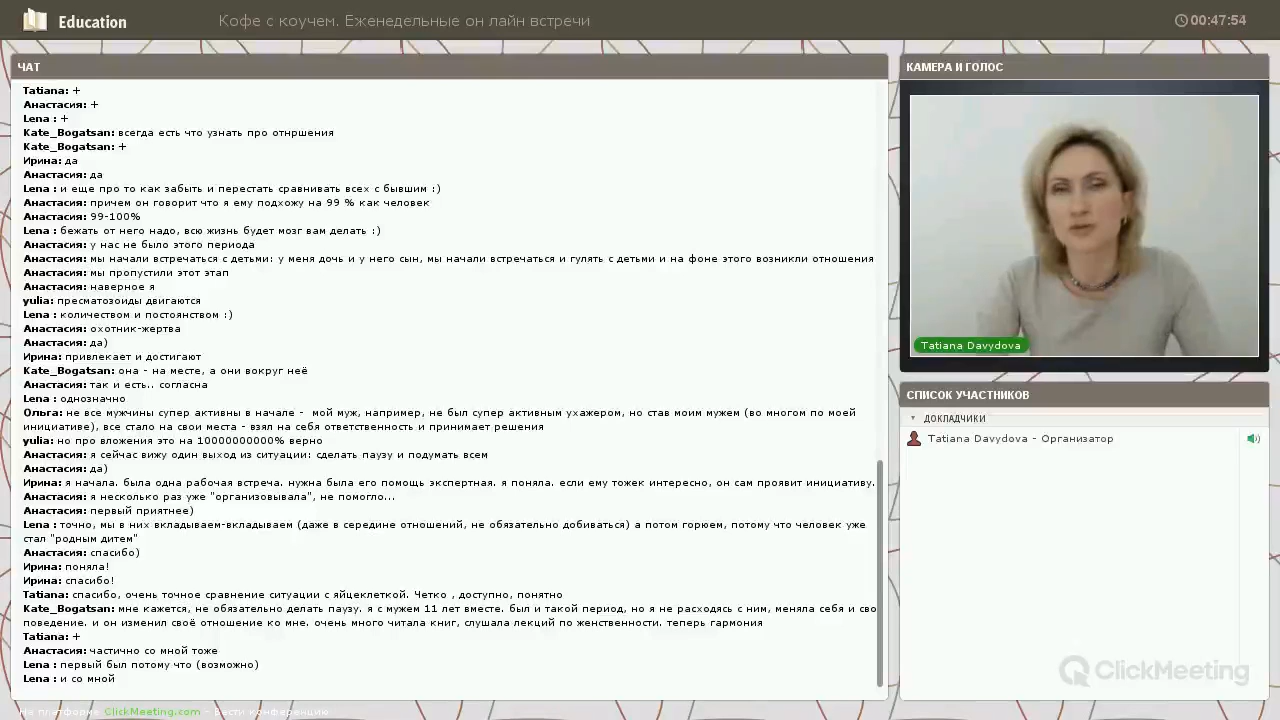 Education
Кофе с коучем. Еженедельные он лайн встречи
00:47:54
ЧАТ
Tatiana: +
Анастасия: +
Lena : +
Kate_Bogatsan: всегда есть что узнать про отнршения
Kate_Bogatsan: +
Ирина: да
Анастасия: да
Lena : и еще про то как забыть и перестать сравнивать всех с бывшим :)
Анастасия: причем он говорит что я ему подхожу на 99 % как человек
Анастасия: 99-100%
Lena : бежать от него надо, всю жизнь будет мозг вам делать :)
Анастасия: у нас не было этого периода
Анастасия: мы начали встречаться с детьми: у меня дочь и у него сын, мы начали встречаться и гулять с детьми и на фоне этого возникли отношения
Анастасия: мы пропустили этот этап
Анастасия: наверное я
yulia: пресматозоиды двигаются
Lena : количеством и постоянством :)
Анастасия: охотник-жертва
Анастасия: да)
Ирина: привлекает и достигают
Kate_Bogatsan: она - на месте, а они вокруг неё
Анастасия: так и есть.. согласна
Lena : однозначно
Ольга: не все мужчины супер активны в начале - мой муж, например, не был супер активным ухажером, но став моим мужем (во многом по моей
инициативе), все стало на свои места - взял на себя ответственность и принимает решения
yulia: но про вложения это на 10000000000% верно
Анастасия: я сейчас вижу один выход из ситуации: сделать паузу и подумать всем
Анастасия: да)
Ирина: я начала. была одна рабочая встреча. нужна была его помощь экспертная. я поняла. если ему тожек интересно, он сам проявит инициативу.
Анастасия: я несколько раз уже "организовывала", не помогло...
Анастасия: первый приятнее)
Lena : точно, мы в них вкладываем-вкладываем (даже в середине отношений, не обязательно добиваться) а потом горюем, потому что человек уже
стал "родным дитем"
Анастасия: спасибо)
Ирина: поняла!
Ирина: спасибо!
Tatiana: спасибо, очень точное сравнение ситуации с яйцеклеткой. Четко , доступно, понятно
Kate_Bogatsan: мне кажется, не обязательно делать паузу. я с мужем 11 лет вместе. был и такой период, но я не расходясь с ним, меняла себя и сво
поведение. и он изменил своё отношение ко мне. очень много читала книг, слушала лекций по женственности. теперь гармония
Tatiana: +
Анастасия: частично со мной тоже
Lena : первый был потому что (возможно)
Lena : и со мной
КАМЕРА И ГОЛОС
Tatiana Davydova
СПИСОК УЧАСТНИКОВ
ДОКЛАДЧИКИ
Tatiana Davydova - Организатор
ClickMeeting
На платформе ClickMeeting.com - Вести конференцию